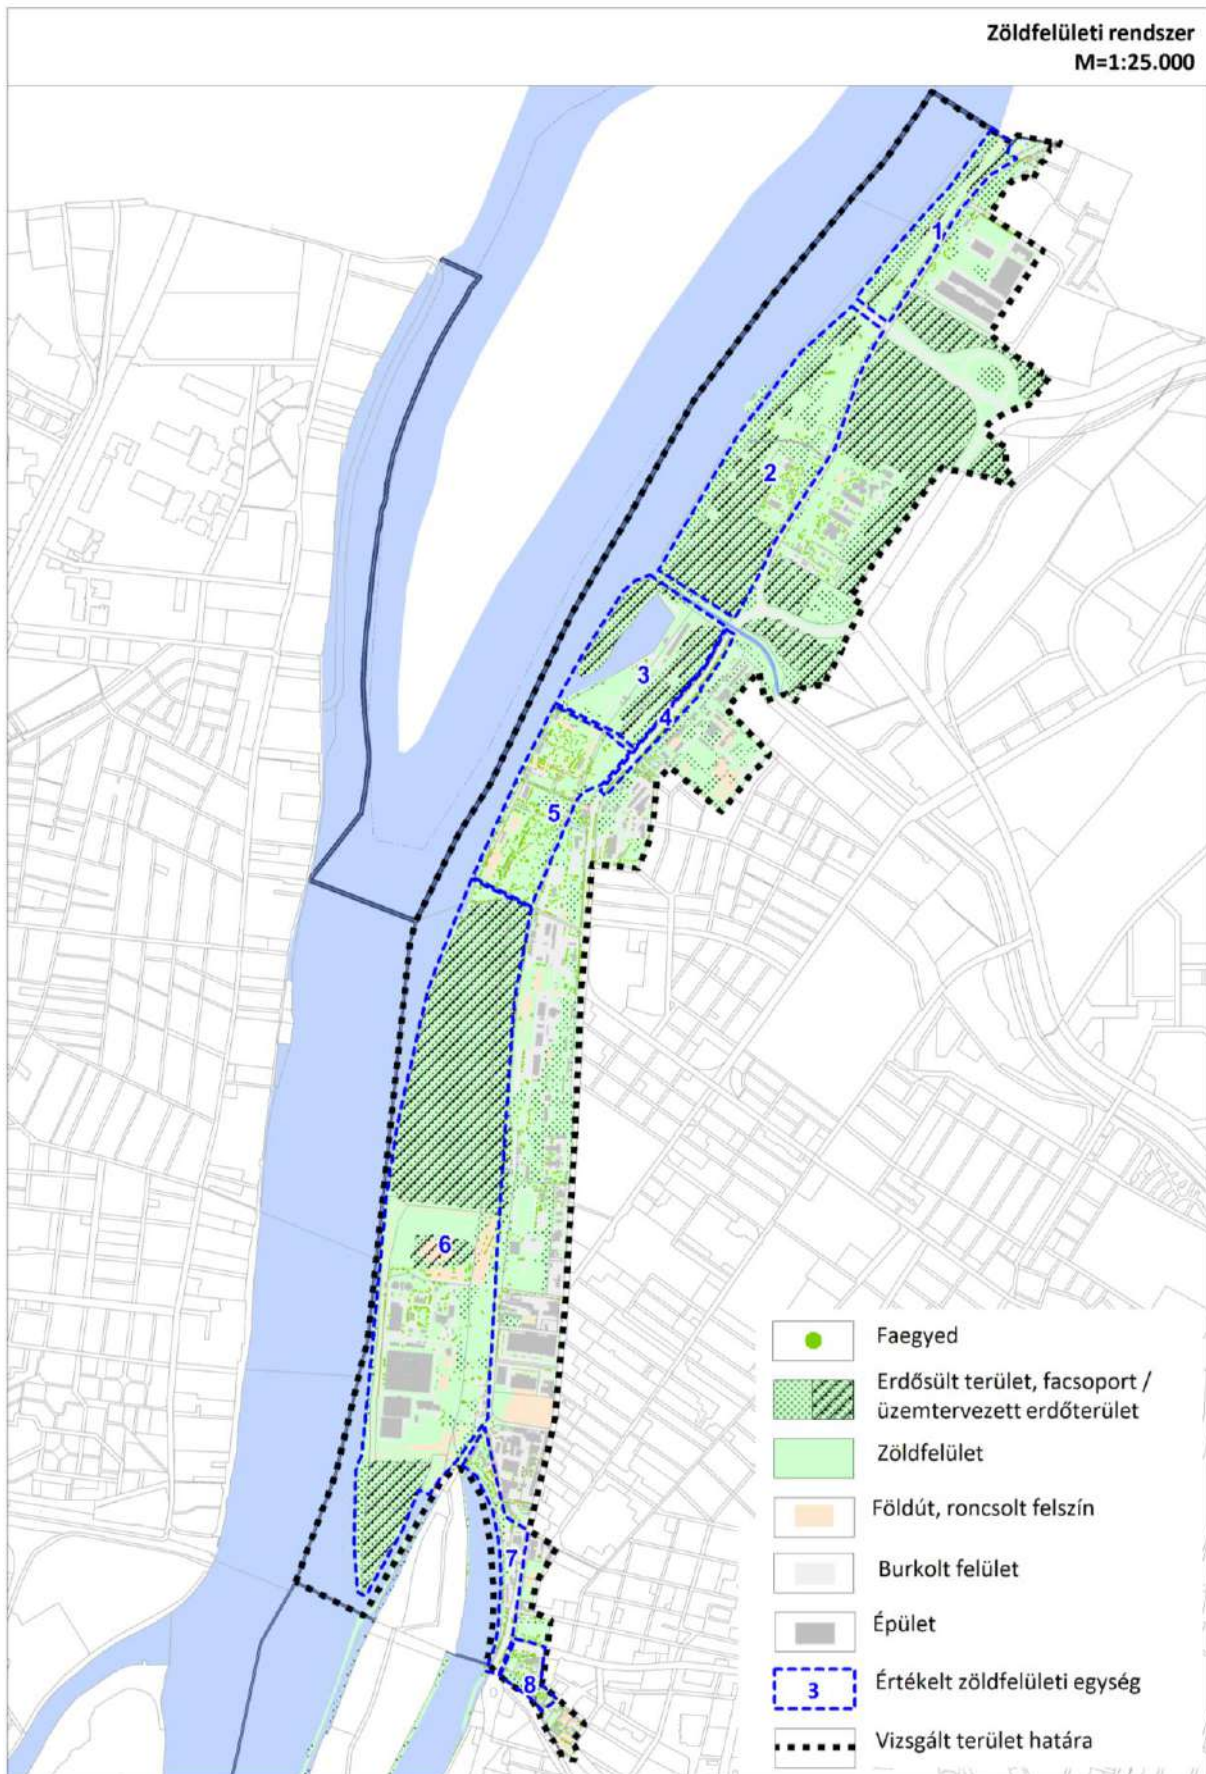 Zöldfelületi rendszer
M=1:25.000
1
2
3
4
5
6
7
8
Faegyed
Erdősült terület, facsoport /
üzemtervezett erdőterület
Zöldfelület
Földút, roncsolt felszín
Burkolt felület
Épület
3 Értékelt zöldfelületi egység
Vizsgált terület határa